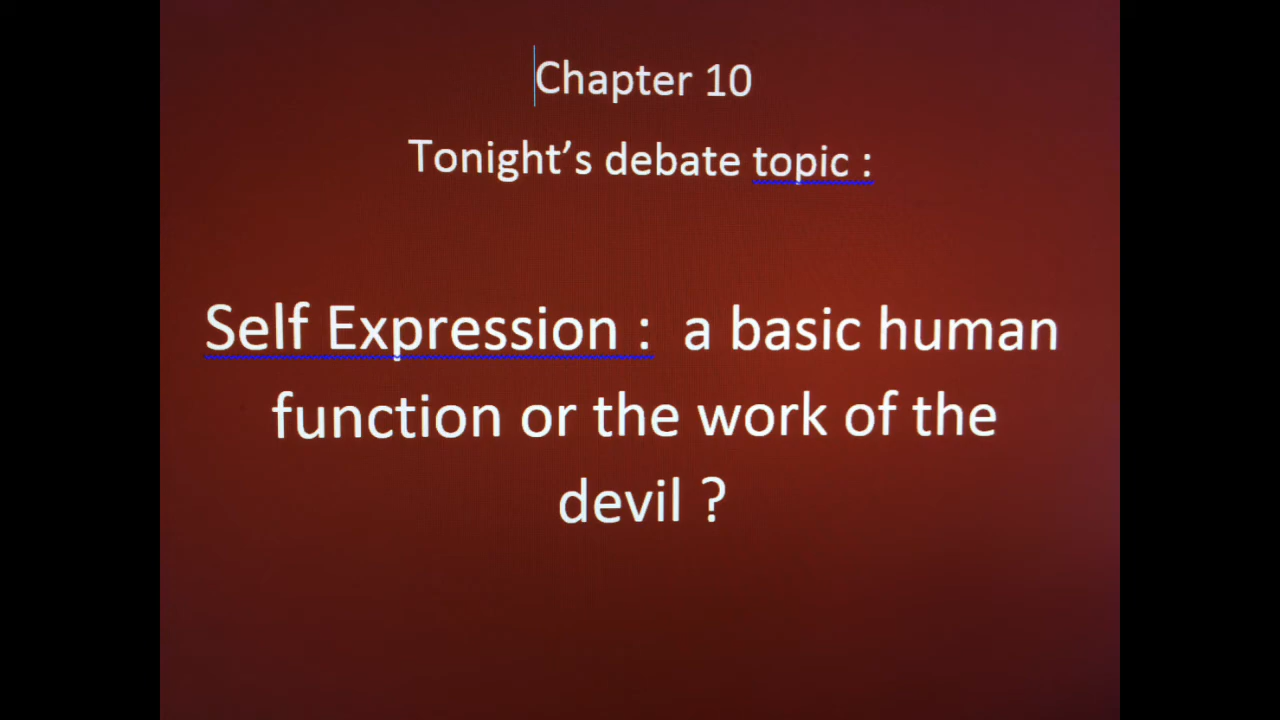 Chapter 10
Tonight’s debate topic :
Self Expression :  a basic human
function or the work of the
devil ?